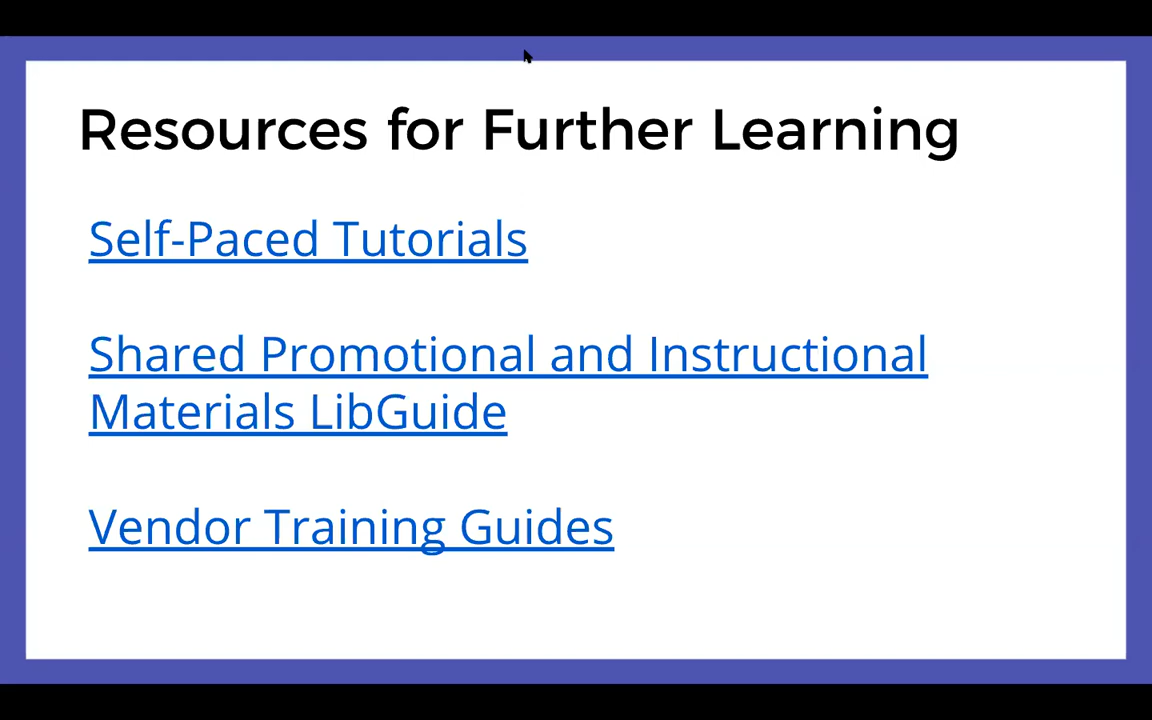 Resources for Further Learning
Self-Paced Tutorials
Shared Promotional and Instructional
Materials LibGuide
Vendor Training Guides